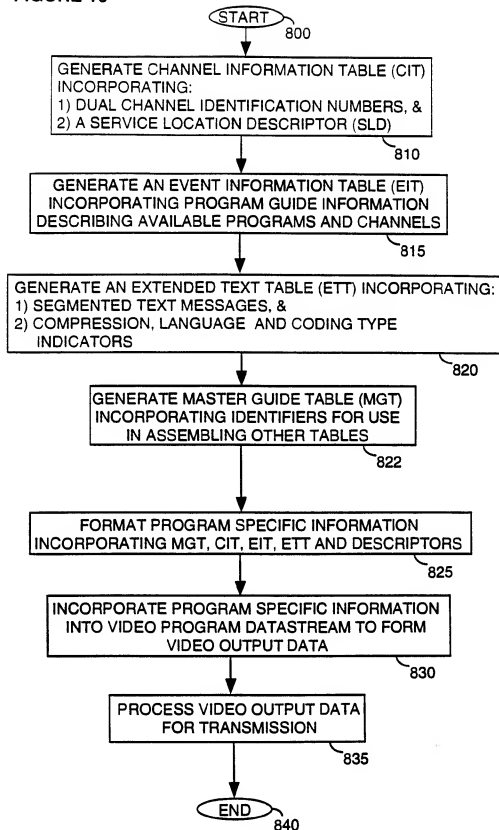 START
800
GENERATE CHANNEL INFORMATION TABLE (CIT)
INCORPORATING:
1) DUAL CHANNEL IDENTIFICATION NUMBERS, &
2) A SERVICE LOCATION DESCRIPTOR (SLD)
810
GENERATE AN EVENT INFORMATION TABLE (EIT)
INCORPORATING PROGRAM GUIDE INFORMATION
DESCRIBING AVAILABLE PROGRAMS AND CHANNELS
815
GENERATE AN EXTENDED TEXT TABLE (ETT) INCORPORATING:
1) SEGMENTED TEXT MESSAGES, &
2) COMPRESSION, LANGUAGE AND CODING TYPE
INDICATORS
820
GENERATE MASTER GUIDE TABLE (MGT)
INCORPORATING IDENTIFIERS FOR USE
IN ASSEMBLING OTHER TABLES
822
FORMAT PROGRAM SPECIFIC INFORMATION
INCORPORATING MGT, CIT, EIT, ETT AND DESCRIPTORS
825
INCORPORATE PROGRAM SPECIFIC INFORMATION
INTO VIDEO PROGRAM DATASTREAM TO FORM
VIDEO OUTPUT DATA
830
PROCESS VIDEO OUTPUT DATA
FOR TRANSMISSION
835
END
840